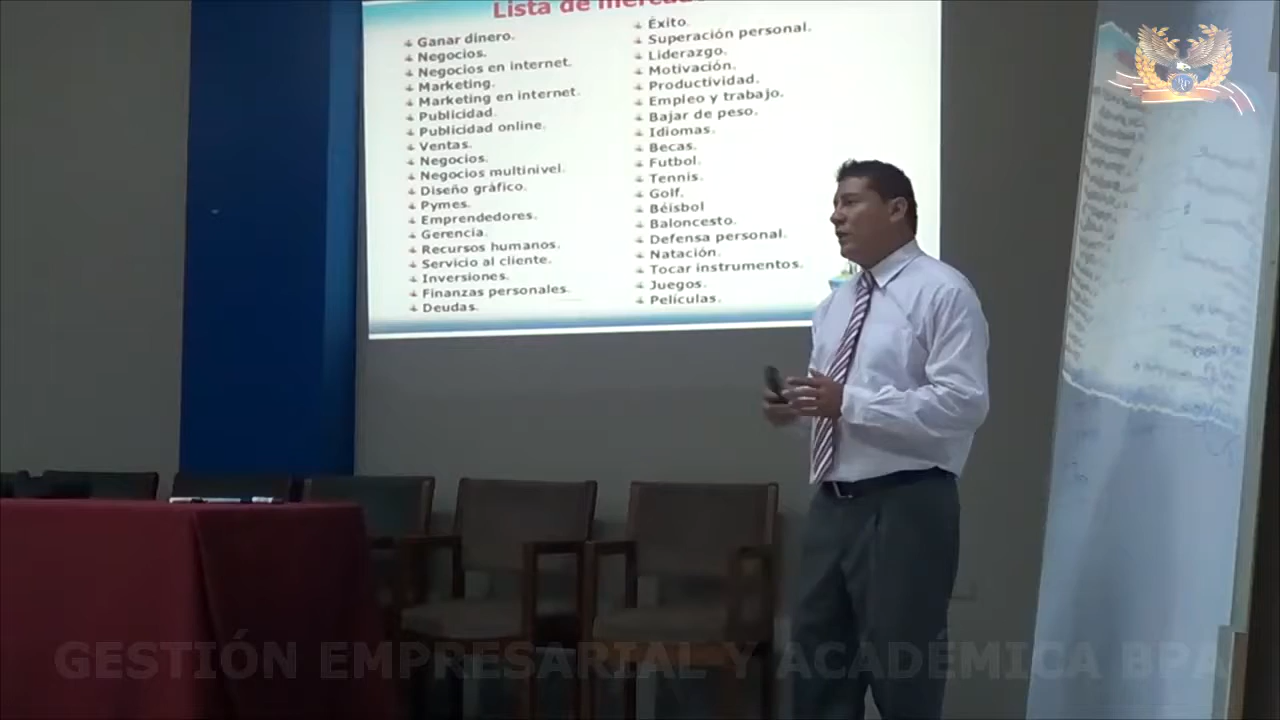 Lista de mercad
Ganar dinero.
Negocios.
Negocios en internet.
Marketing.
Marketing en internet.
Publicidad.
Publicidad online.
Ventas.
Negocios.
Negocios multinivel.
Diseño gráfico.
Pymes.
Emprendedores.
Gerencia.
Recursos humanos.
Servicio al cliente.
Inversiones.
Finanzas personales.
Deudas.
Éxito.
Superación personal.
Liderazgo.
Motivación.
Productividad.
Empleo y trabajo.
Bajar de peso.
Idiomas.
Becas.
Futbol.
Tennis.
Golf.
Béisbol
Baloncesto.
Defensa personal.
Natación.
Tocar instrumentos.
Juegos.
Películas.
GESTIÓN EMPRESARIAL Y ACADÉMICA BPA